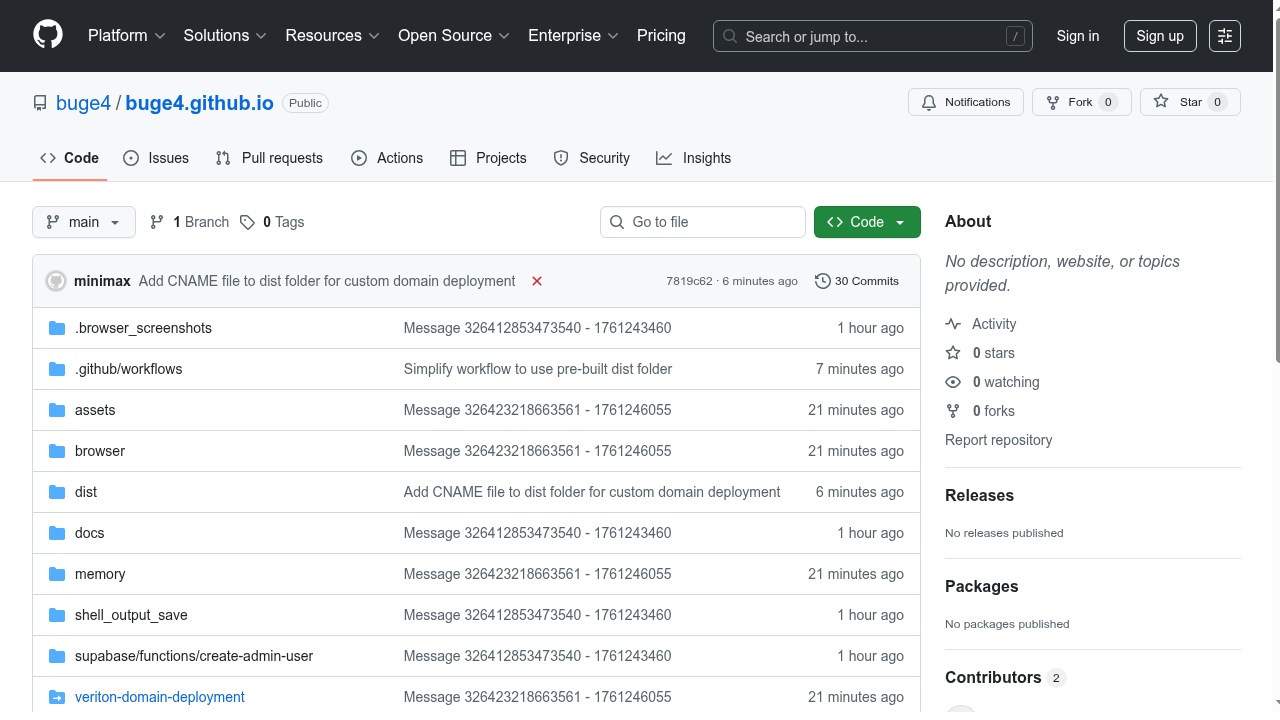 Platform Solutions Resources Open Source Enterprise Pricing Search or jump to... / Sign in Sign up
buge4 / buge4.github.io Public Notifications Fork 0 Star 0
Code Issues Pull requests Actions Projects Security Insights
main 1 Branch 0 Tags Go to file Code
minimax Add CNAME file to dist folder for custom domain deployment 7819c62 · 6 minutes ago 30 Commits
.browser_screenshots Message 326412853473540 - 1761243460 1 hour ago
.github/workflows Simplify workflow to use pre-built dist folder 7 minutes ago
assets Message 326423218663561 - 1761246055 21 minutes ago
browser Message 326423218663561 - 1761246055 21 minutes ago
dist Add CNAME file to dist folder for custom domain deployment 6 minutes ago
docs Message 326412853473540 - 1761243460 1 hour ago
memory Message 326423218663561 - 1761246055 21 minutes ago
shell_output_save Message 326412853473540 - 1761243460 1 hour ago
supabase/functions/create-admin-user Message 326412853473540 - 1761243460 1 hour ago
veriton-domain-deployment Message 326423218663561 - 1761246055 21 minutes ago
About
No description, website, or topics
provided.
Activity
0 stars
0 watching
0 forks
Report repository
Releases
No releases published
Packages
No packages published
Contributors 2